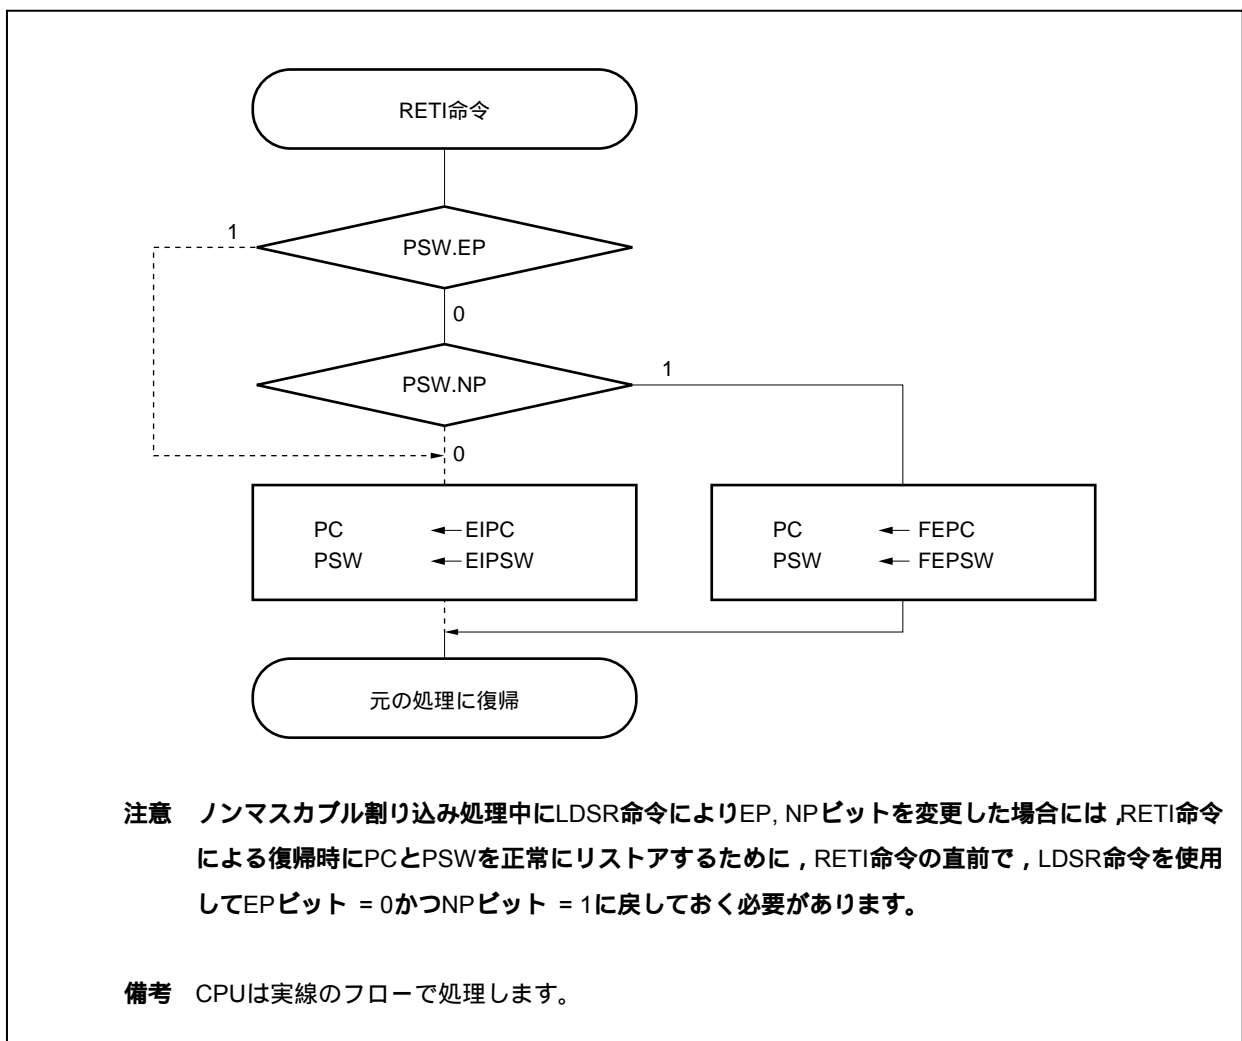 RETI命令
1
PSW.EP
0
PSW.NP
1
0
PC ← EIPC
PSW ← EIPSW
PC ← FEPC
PSW ← FEPSW
元の処理に復帰
注意 ノンマスカブル割り込み処理中にLDSR命令によりEP, NPビットを変更した場合には，RETI命令
による復帰時にPCとPSWを正常にリストアするために，RETI命令の直前で，LDSR命令を使用
してEPビット = 0かつNPビット = 1に戻しておく必要があります。
備考 CPUは実線のフローで処理します。